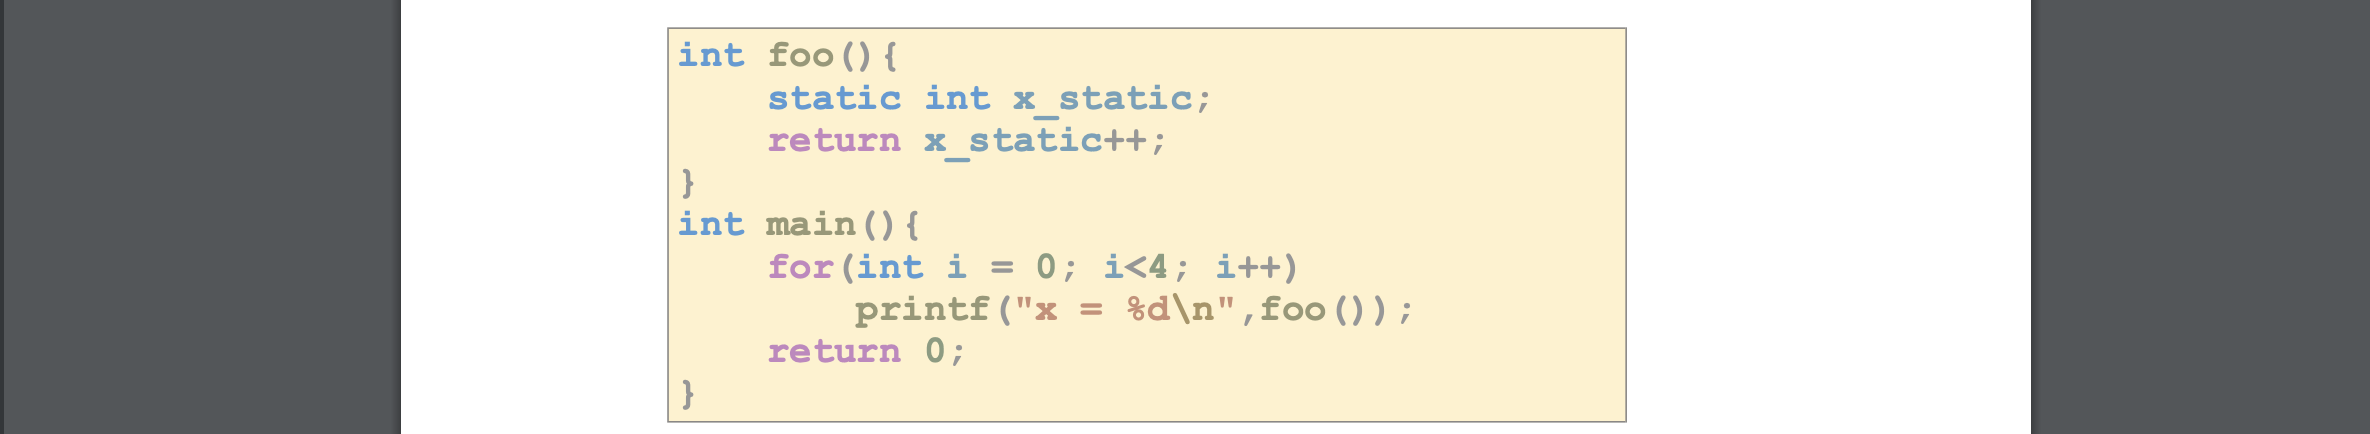 int foo(){
    static int x_static;
    return x_static++;
}
int main(){
    for(int i = 0; i<4; i++)
        printf("x = %d\n",foo());
    return 0;
}